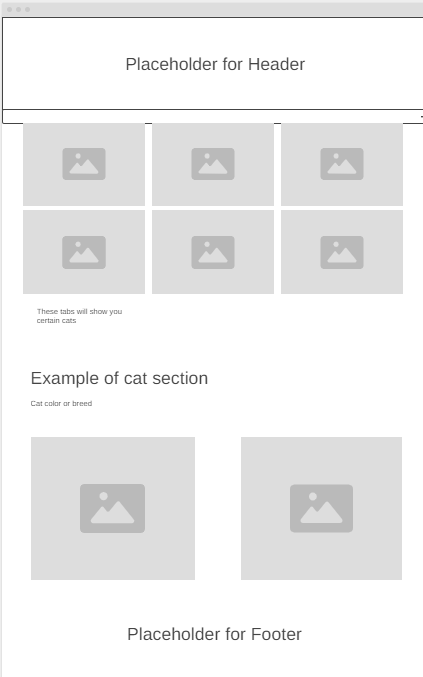 Placeholder for Header
These tabs will show you
certain cats
Example of cat section
Cat color or breed
Placeholder for Footer